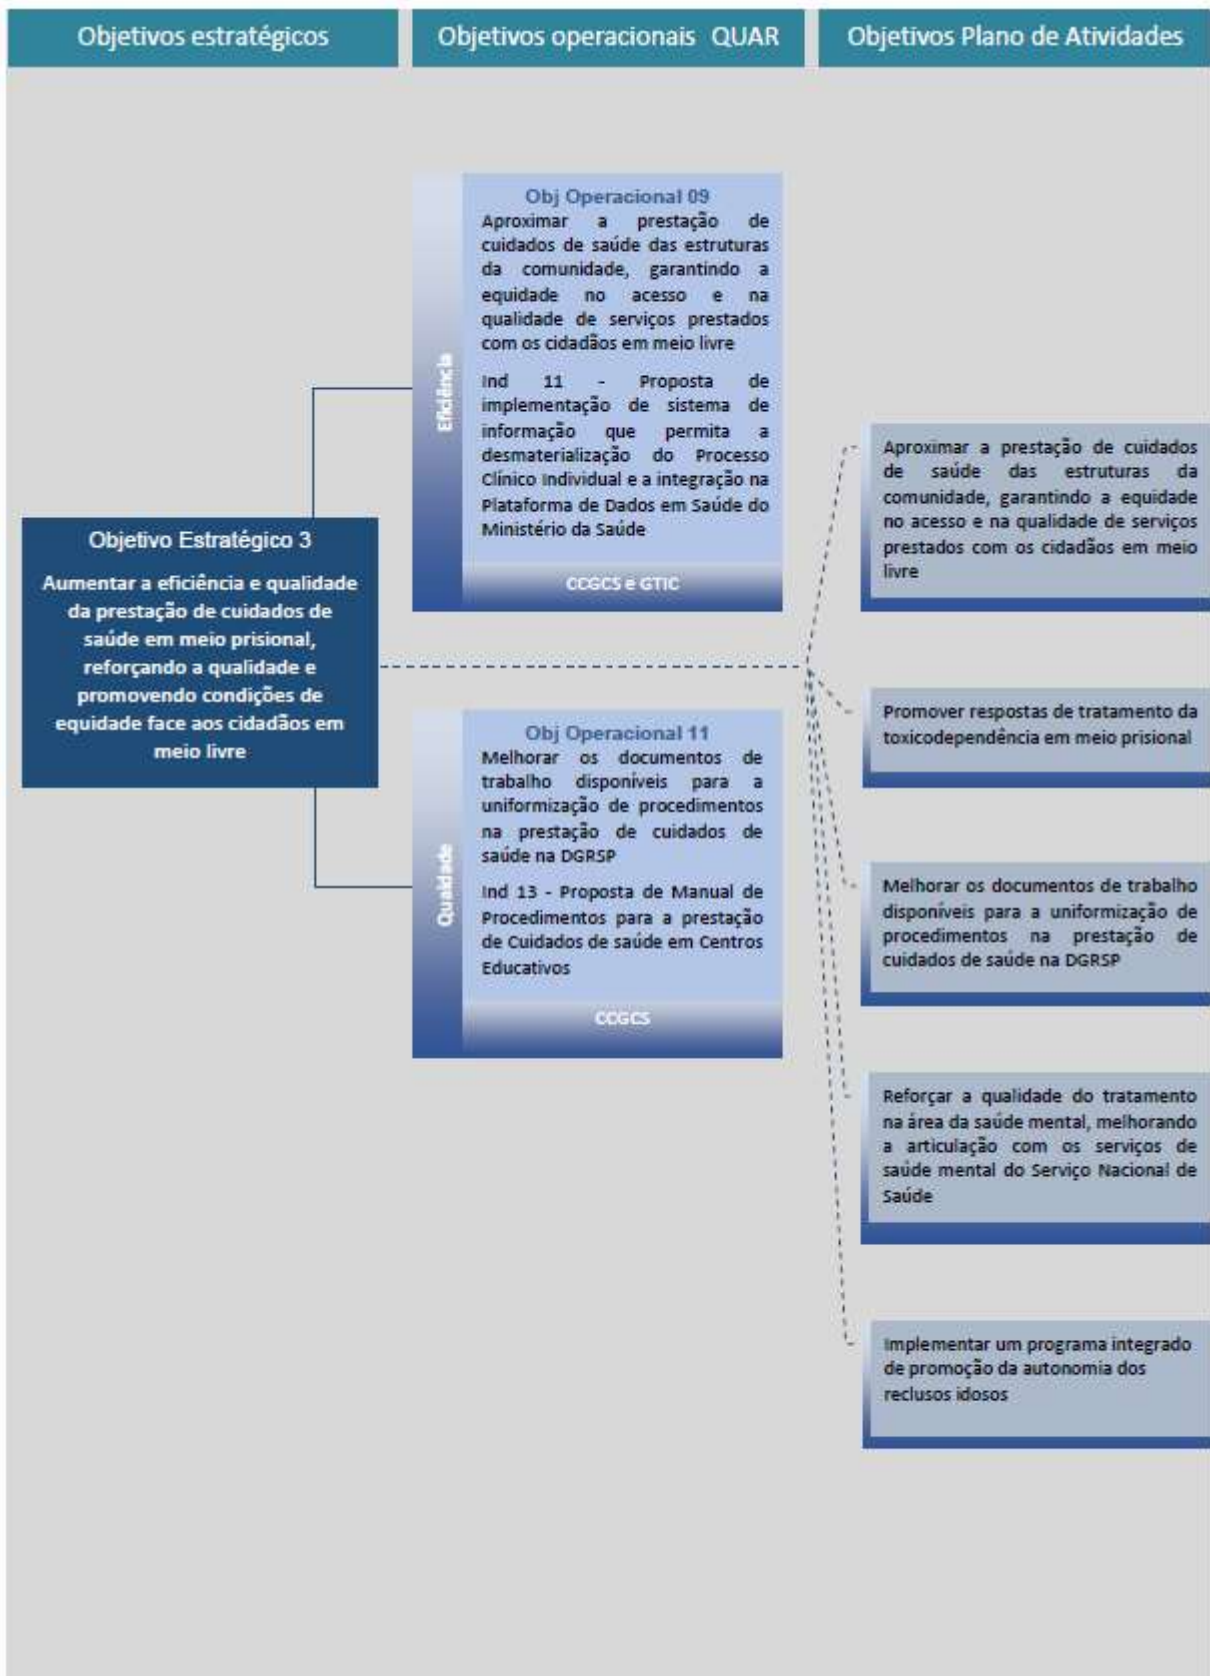 Objetivos estratégicos
Objetivos operacionais QUAR
Objetivos Plano de Atividades
Objetivo Estratégico 3
Aumentar a eficiência e qualidade
da prestação de cuidados de
saúde em meio prisional,
reforçando a qualidade e
promovendo condições de
equidade face aos cidadãos em
meio livre
Eficiência
Obj Operacional 09
Aproximar a prestação de
cuidados de saúde das estruturas
da comunidade, garantindo a
equidade no acesso e na
qualidade de serviços prestados
com os cidadãos em meio livre
Ind 11 - Proposta de
implementação de sistema de
informação que permita a
desmaterialização do Processo
Clínico Individual e a integração na
Plataforma de Dados em Saúde do
Ministério da Saúde
CCGCS e GTIC
Qualidade
Obj Operacional 11
Melhorar os documentos de
trabalho disponíveis para a
uniformização de procedimentos
na prestação de cuidados de
saúde na DGRSP
Ind 13 - Proposta de Manual de
Procedimentos para a prestação
de Cuidados de saúde em Centros
Educativos
CCGCS
Aproximar a prestação de cuidados
de saúde das estruturas da
comunidade, garantindo a equidade
no acesso e na qualidade de serviços
prestados com os cidadãos em meio
livre
Promover respostas de tratamento da
toxicodependência em meio prisional
Melhorar os documentos de trabalho
disponíveis para a uniformização de
procedimentos na prestação de
cuidados de saúde na DGRSP
Reforçar a qualidade do tratamento
na área da saúde mental, melhorando
a articulação com os serviços de
saúde mental do Serviço Nacional de
Saúde
Implementar um programa integrado
de promoção da autonomia dos
reclusos idosos